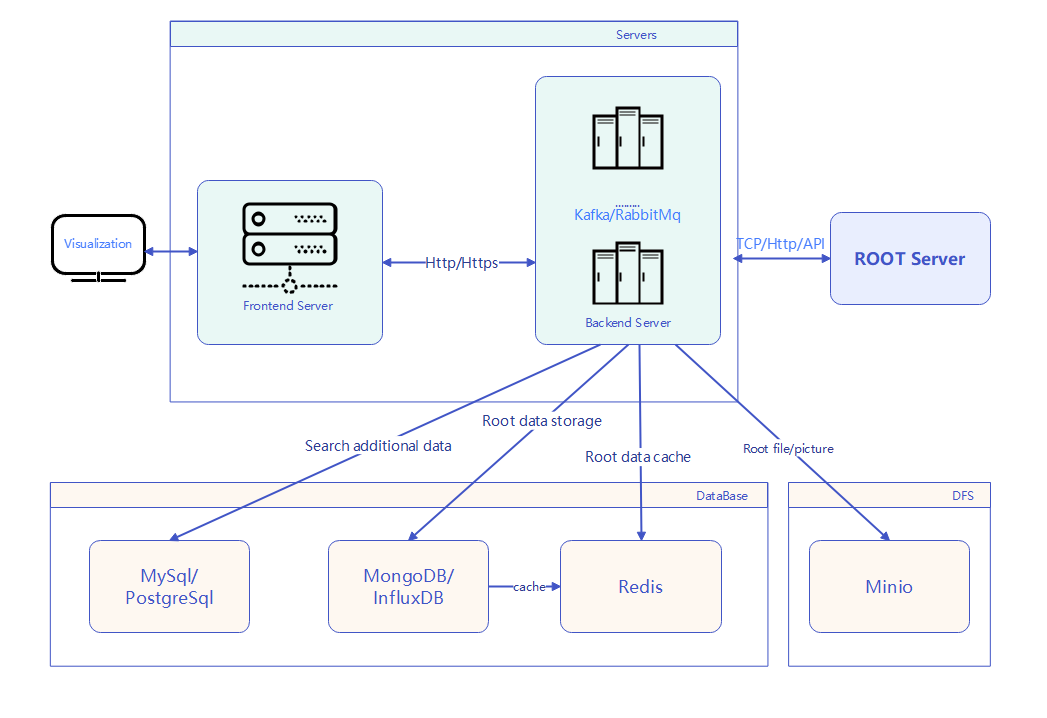 Servers
Kafka/RabbitMq
Visualization
TCP/Http/API
ROOT Server
Http/Https
Frontend Server
Backend Server
Root data storage
Search additional data
Root data cache
Root file/picture
DataBase
DFS
MySql/
PostgreSql
MongoDB/
InfluxDB
cache
Redis
Minio